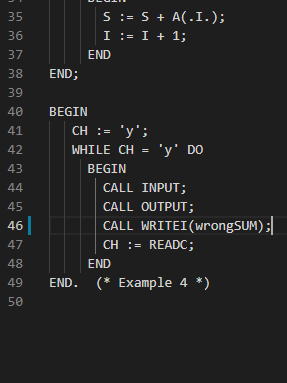 35 S := S + A(.I.);
36 I := I + 1;
37 END
38 END;
39
40 BEGIN
41 CH := 'y';
42 WHILE CH = 'y' DO
43 BEGIN
44 CALL INPUT;
45 CALL OUTPUT;
46 CALL WRITEI(wrongSUM);
47 CH := READC;
48 END
49 END. (* Example 4 *)
50